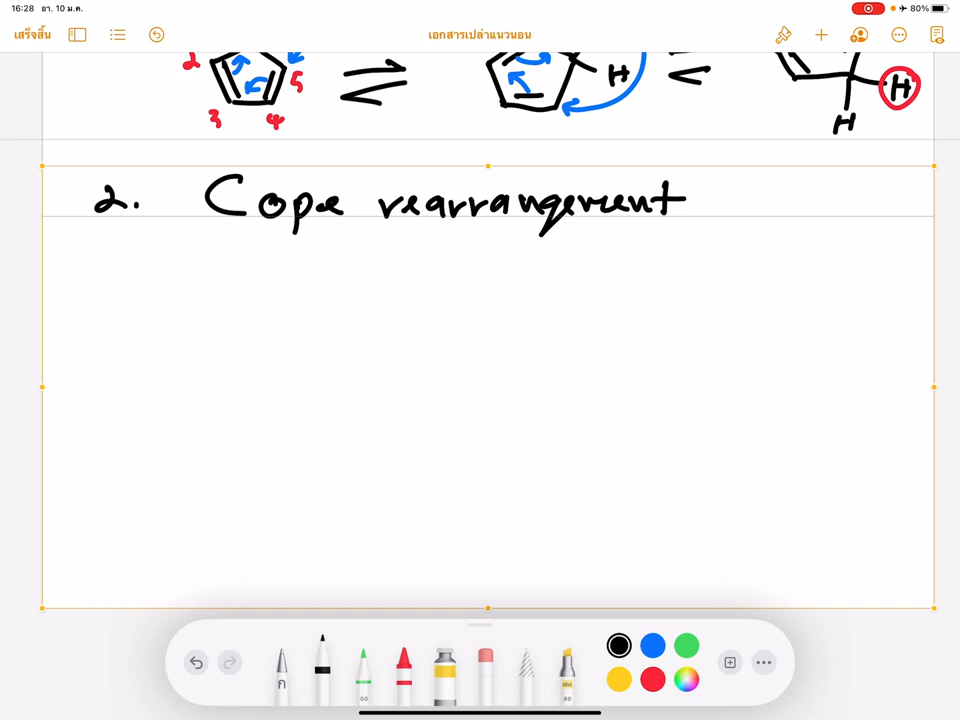 16:28 อา. 10 ม.ค. 80%
เสร็จสิ้น เอกสารเปล่าแนวนอน
2 5 H H
3 4 H
2. Cope rearrangement
ก 50 abc 80